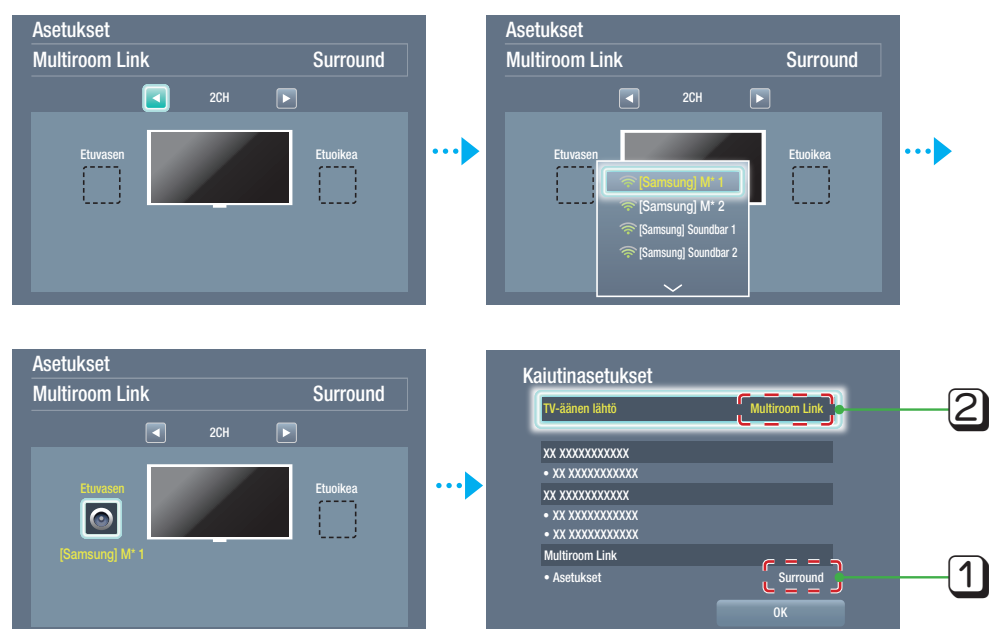 Asetukset
Multiroom Link Surround
2CH
Etuvasen Etuoikea
Asetukset
Multiroom Link Surround
2CH
Etuvasen Etuoikea
[Samsung] M* 1
[Samsung] M* 2
[Samsung] Soundbar 1
[Samsung] Soundbar 2
Asetukset
Multiroom Link Surround
2CH
Etuvasen Etuoikea
[Samsung] M* 1
Kaiutinasetukset
TV-äänen lähtö Multiroom Link
2
XX XXXXXXXXXXX
• XX XXXXXXXXXXX
XX XXXXXXXXXXX
• XX XXXXXXXXXXX
• XX XXXXXXXXXXX
Multiroom Link
• Asetukset Surround
1
OK